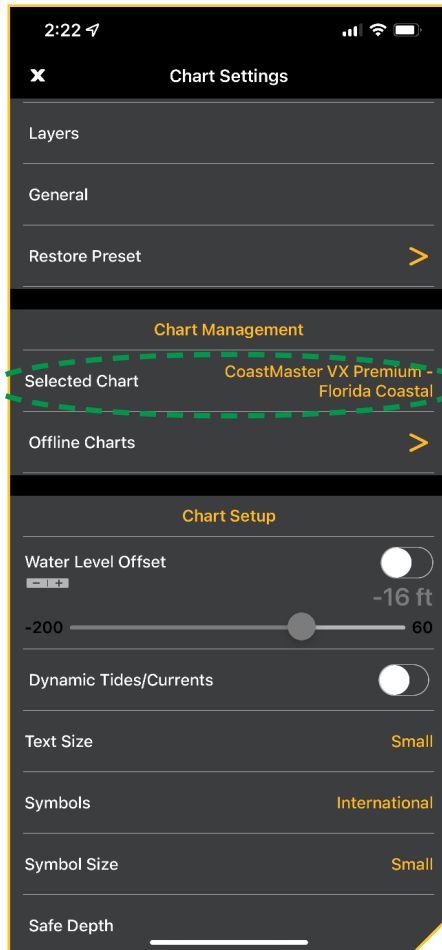 2:22
X
Chart Settings
Layers
General
Restore Preset >
Chart Management
Selected Chart
CoastMaster VX Premium -
Florida Coastal
Offline Charts >
Chart Setup
Water Level Offset
- +
-16 ft
-200
60
Dynamic Tides/Currents
Text Size Small
Symbols International
Symbol Size Small
Safe Depth